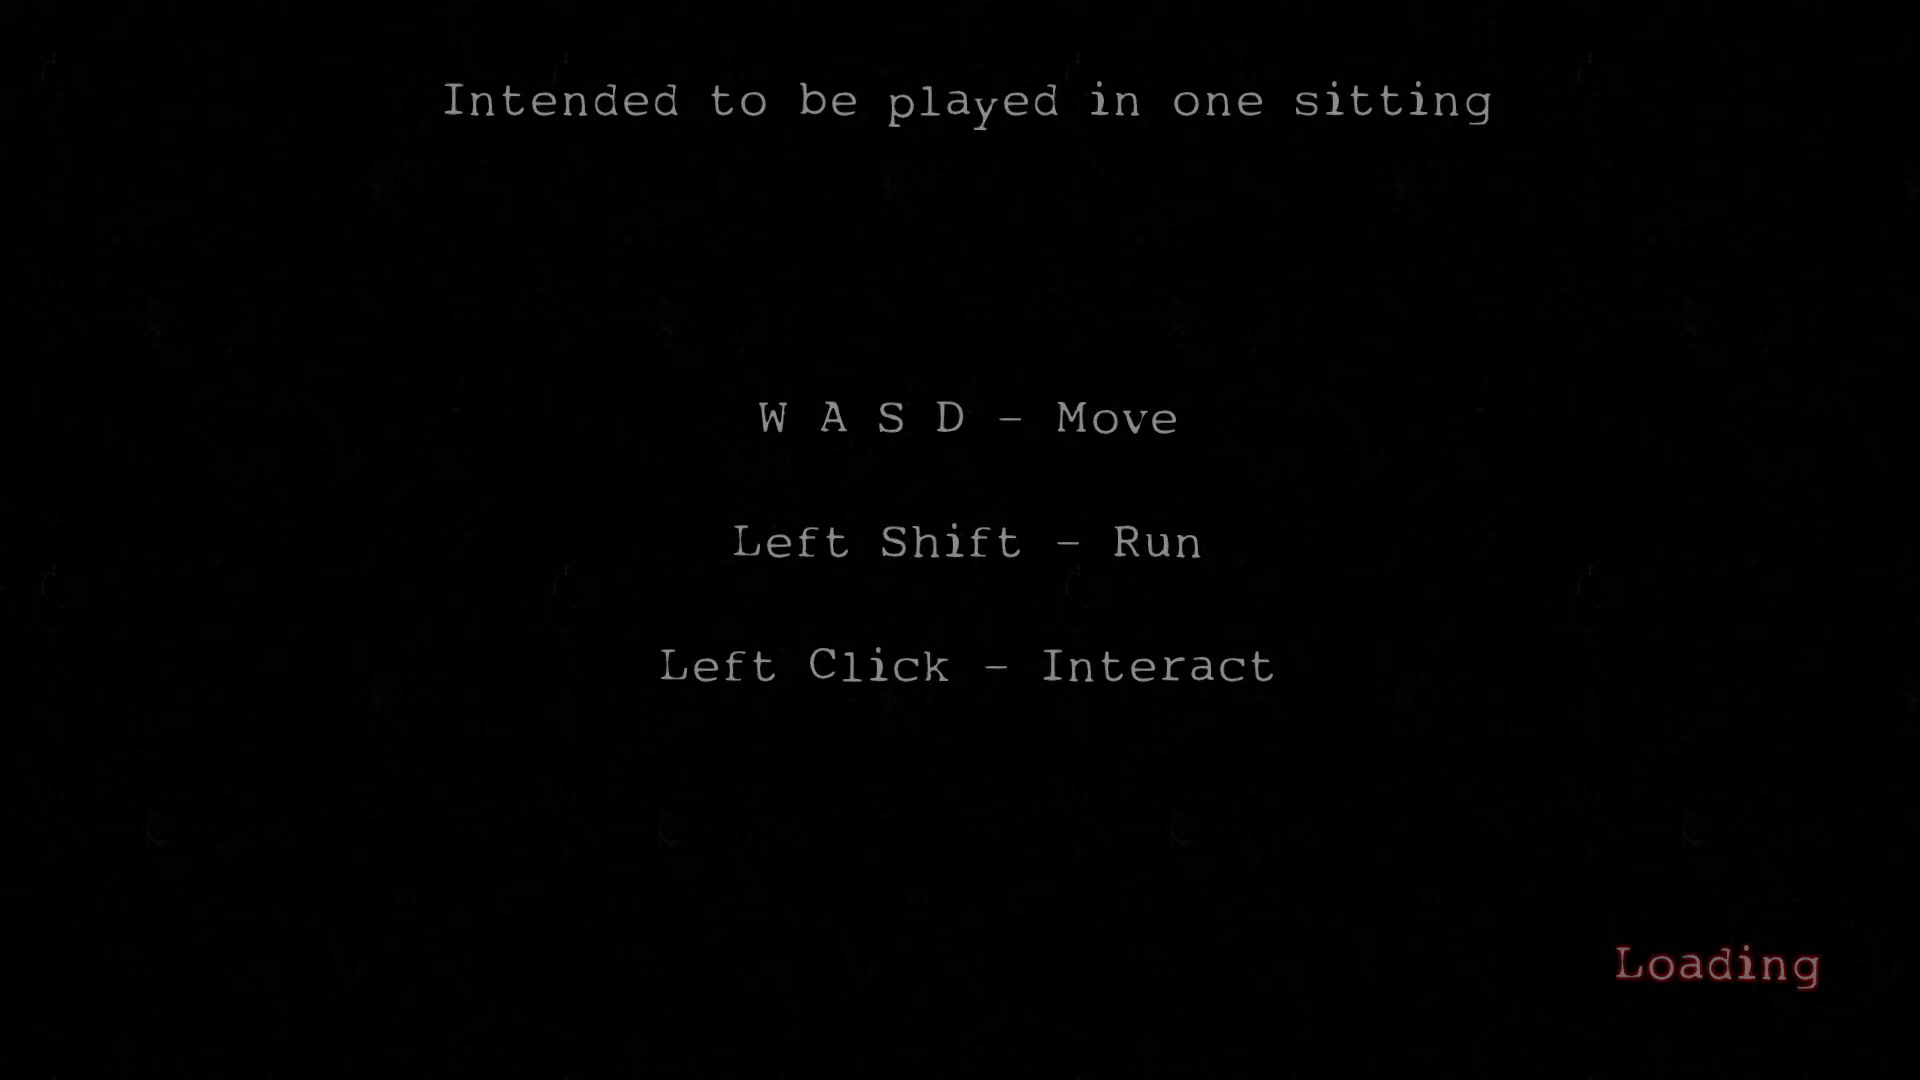 Intended to be played in one sitting
W A S D - Move
Left Shift - Run
Left Click - Interact
Loading